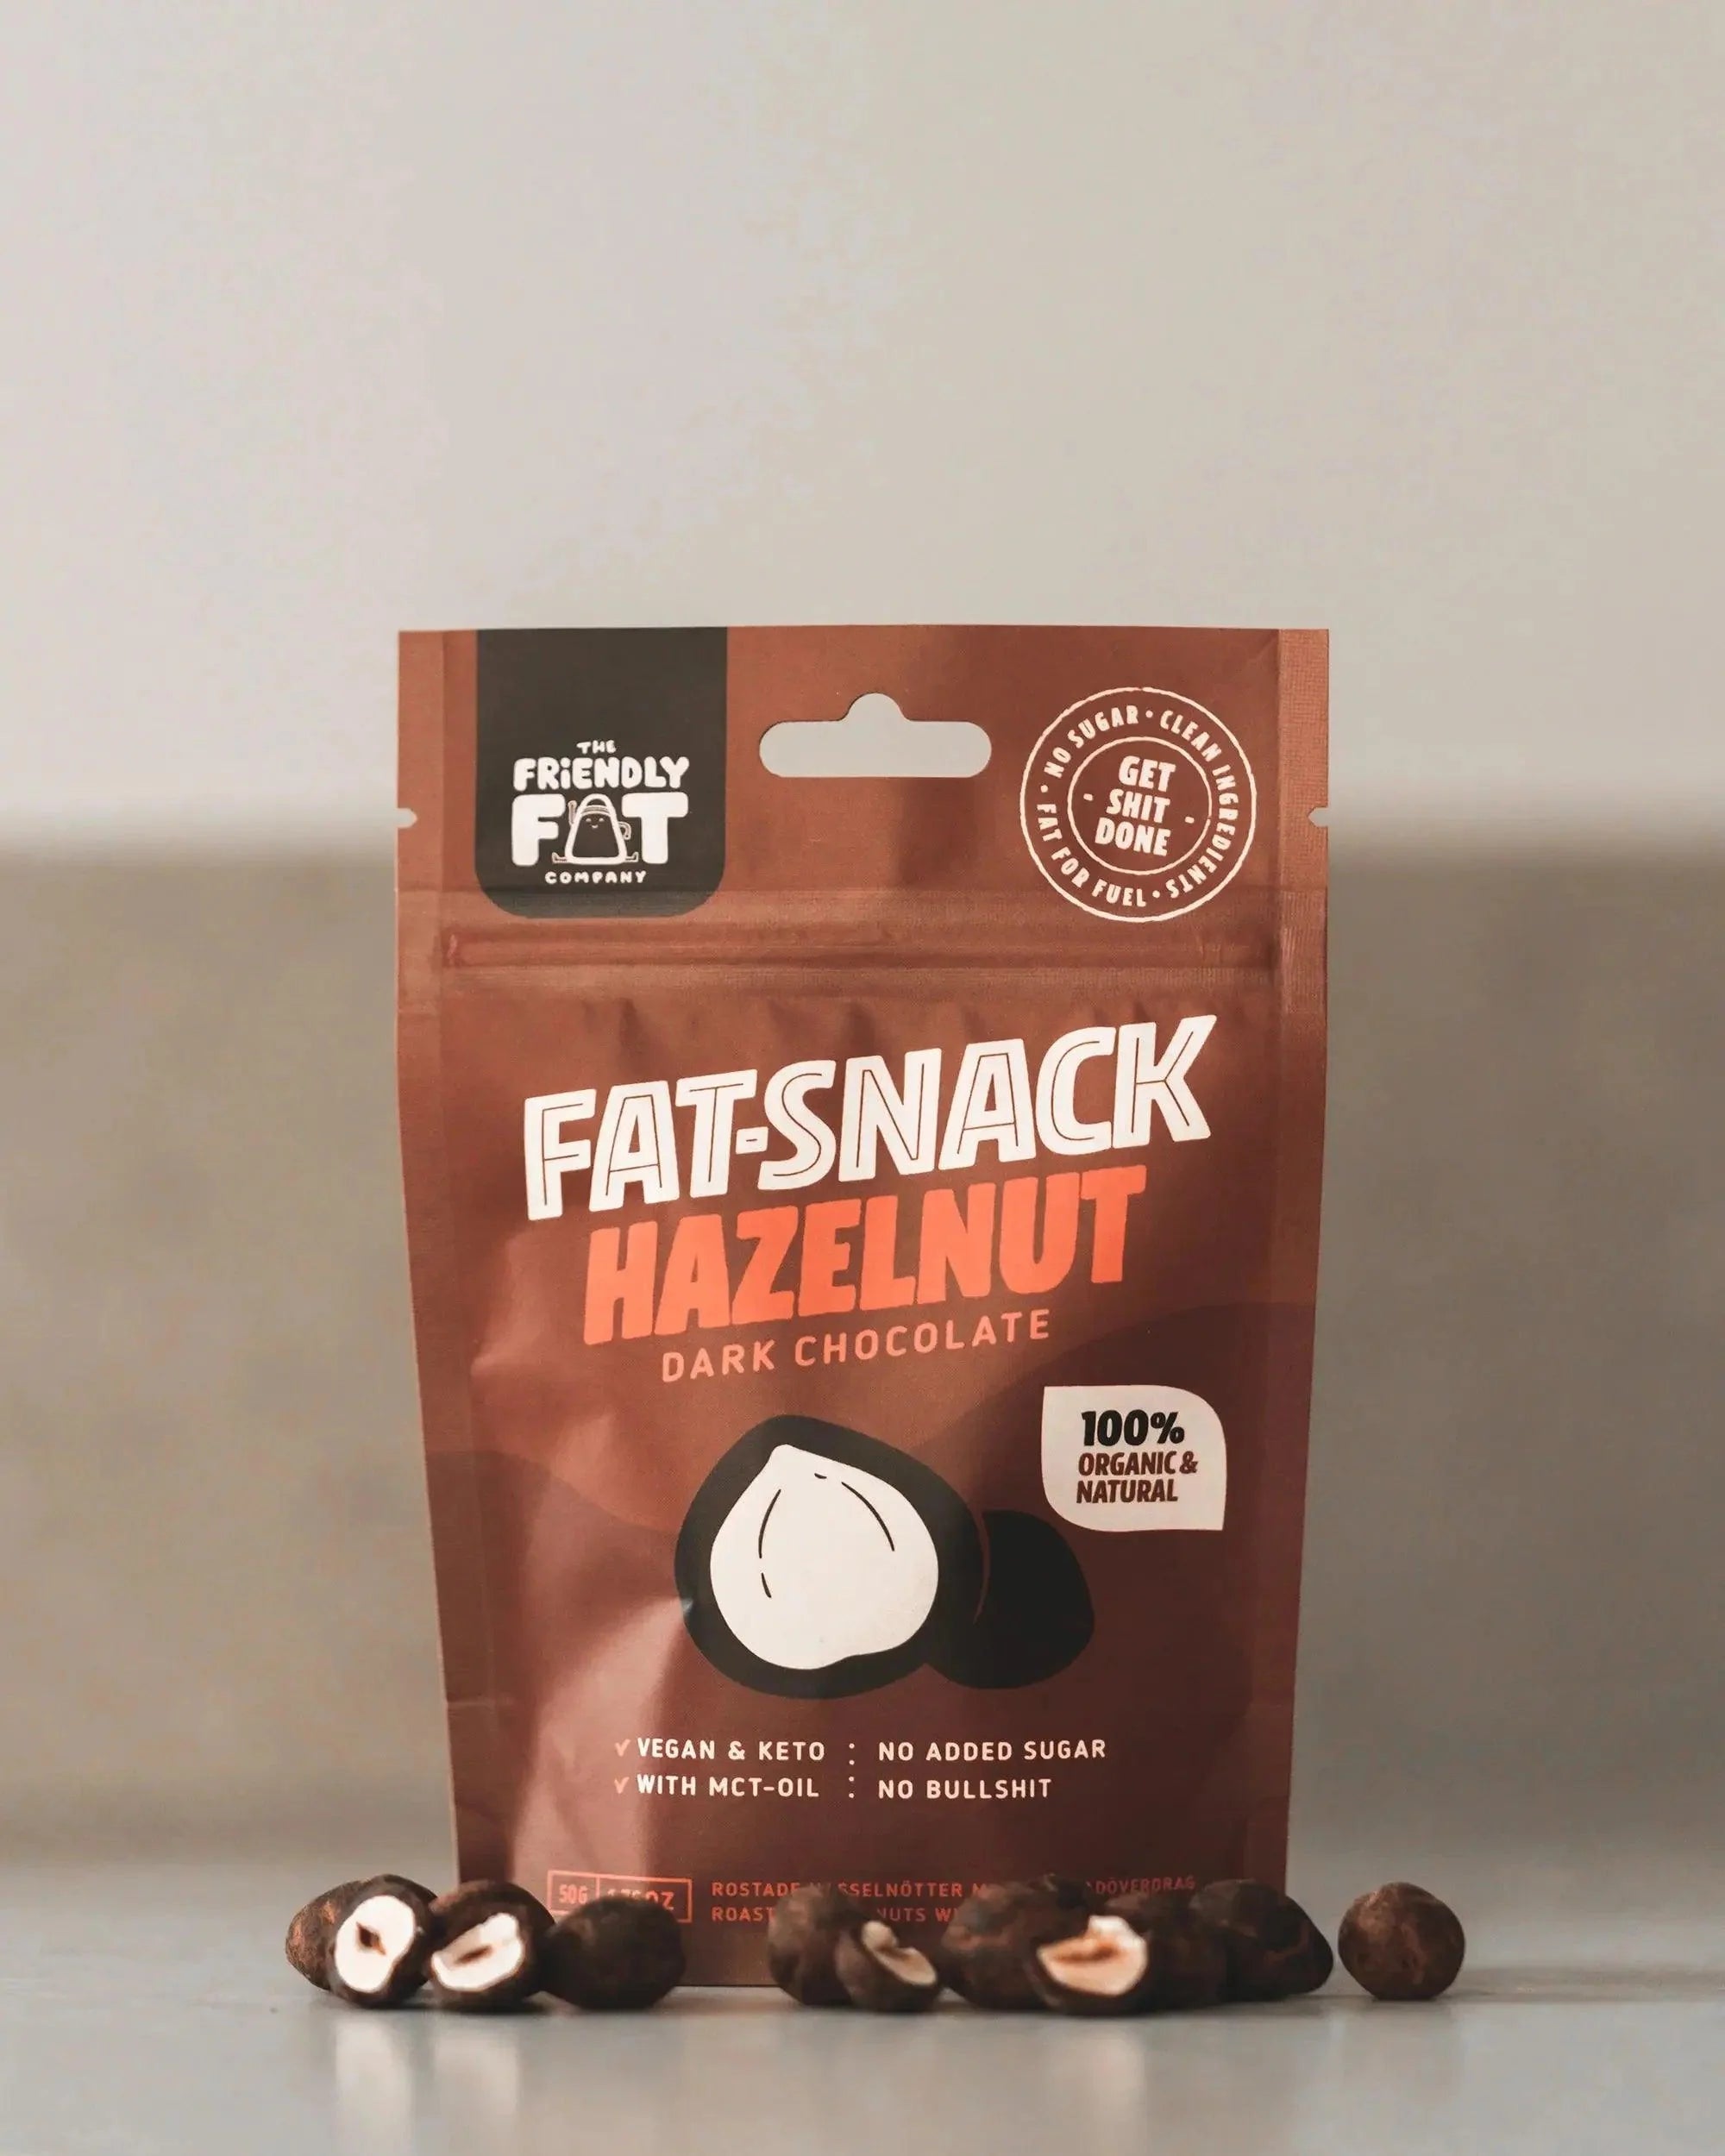 THE
FRiENDLY
FAT
COMPANY
NO SUGAR • CLEAN INGREDIENTS • FAT FOR FUEL •
GET
SHIT
DONE
FAT-SNACK
HAZELNUT
DARK CHOCOLATE
100%
ORGANIC &
NATURAL
✓ VEGAN & KETO : NO ADDED SUGAR
✓ WITH MCT-OIL : NO BULLSHIT
50G
ROSTADE